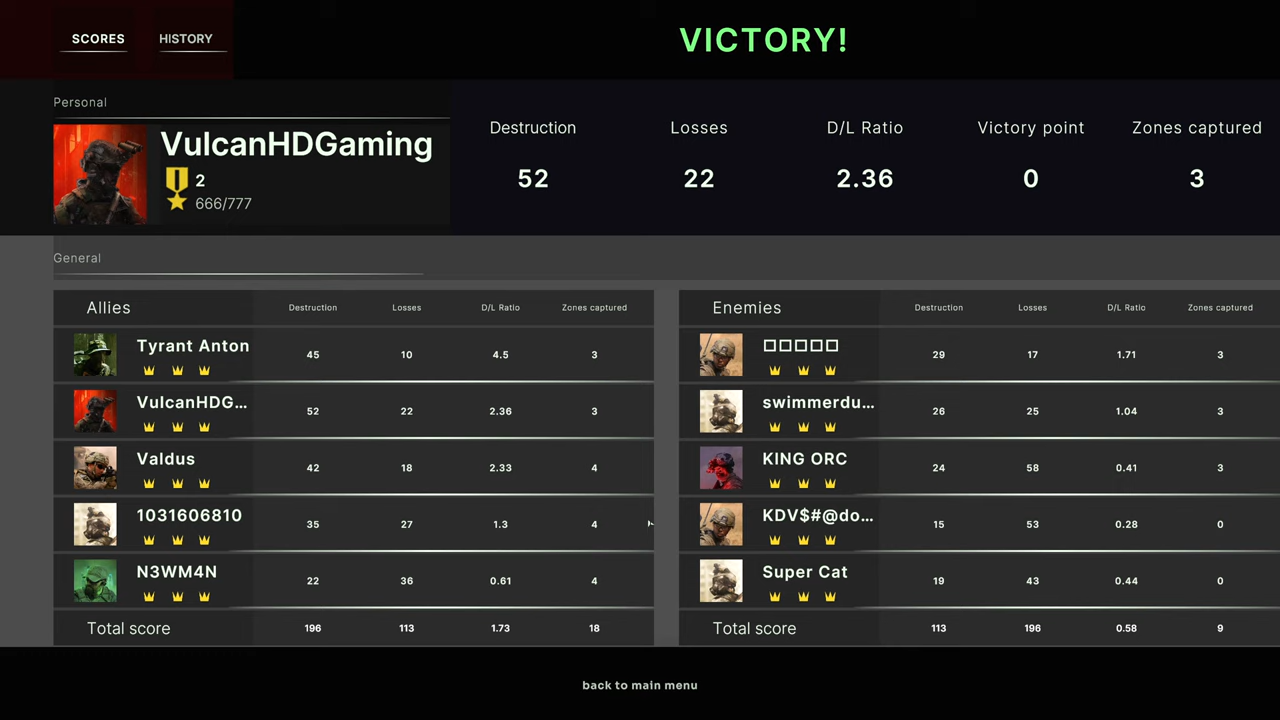 SCORES HISTORY VICTORY!
Personal
VulcanHDGaming
2
666/777
Destruction Losses D/L Ratio Victory point Zones captured
52 22 2.36 0 3
General
Allies Destruction Losses D/L Ratio Zones captured
Tyrant Anton 45 10 4.5 3
VulcanHDG... 52 22 2.36 3
Valdus 42 18 2.33 4
1031606810 35 27 1.3 4
N3WM4N 22 36 0.61 4
Total score 196 113 1.73 18
Enemies Destruction Losses D/L Ratio Zones captured
□□□□□ 29 17 1.71 3
swimmerdu... 26 25 1.04 3
KING ORC 24 58 0.41 3
KDV$#@do... 15 53 0.28 0
Super Cat 19 43 0.44 0
Total score 113 196 0.58 9
back to main menu